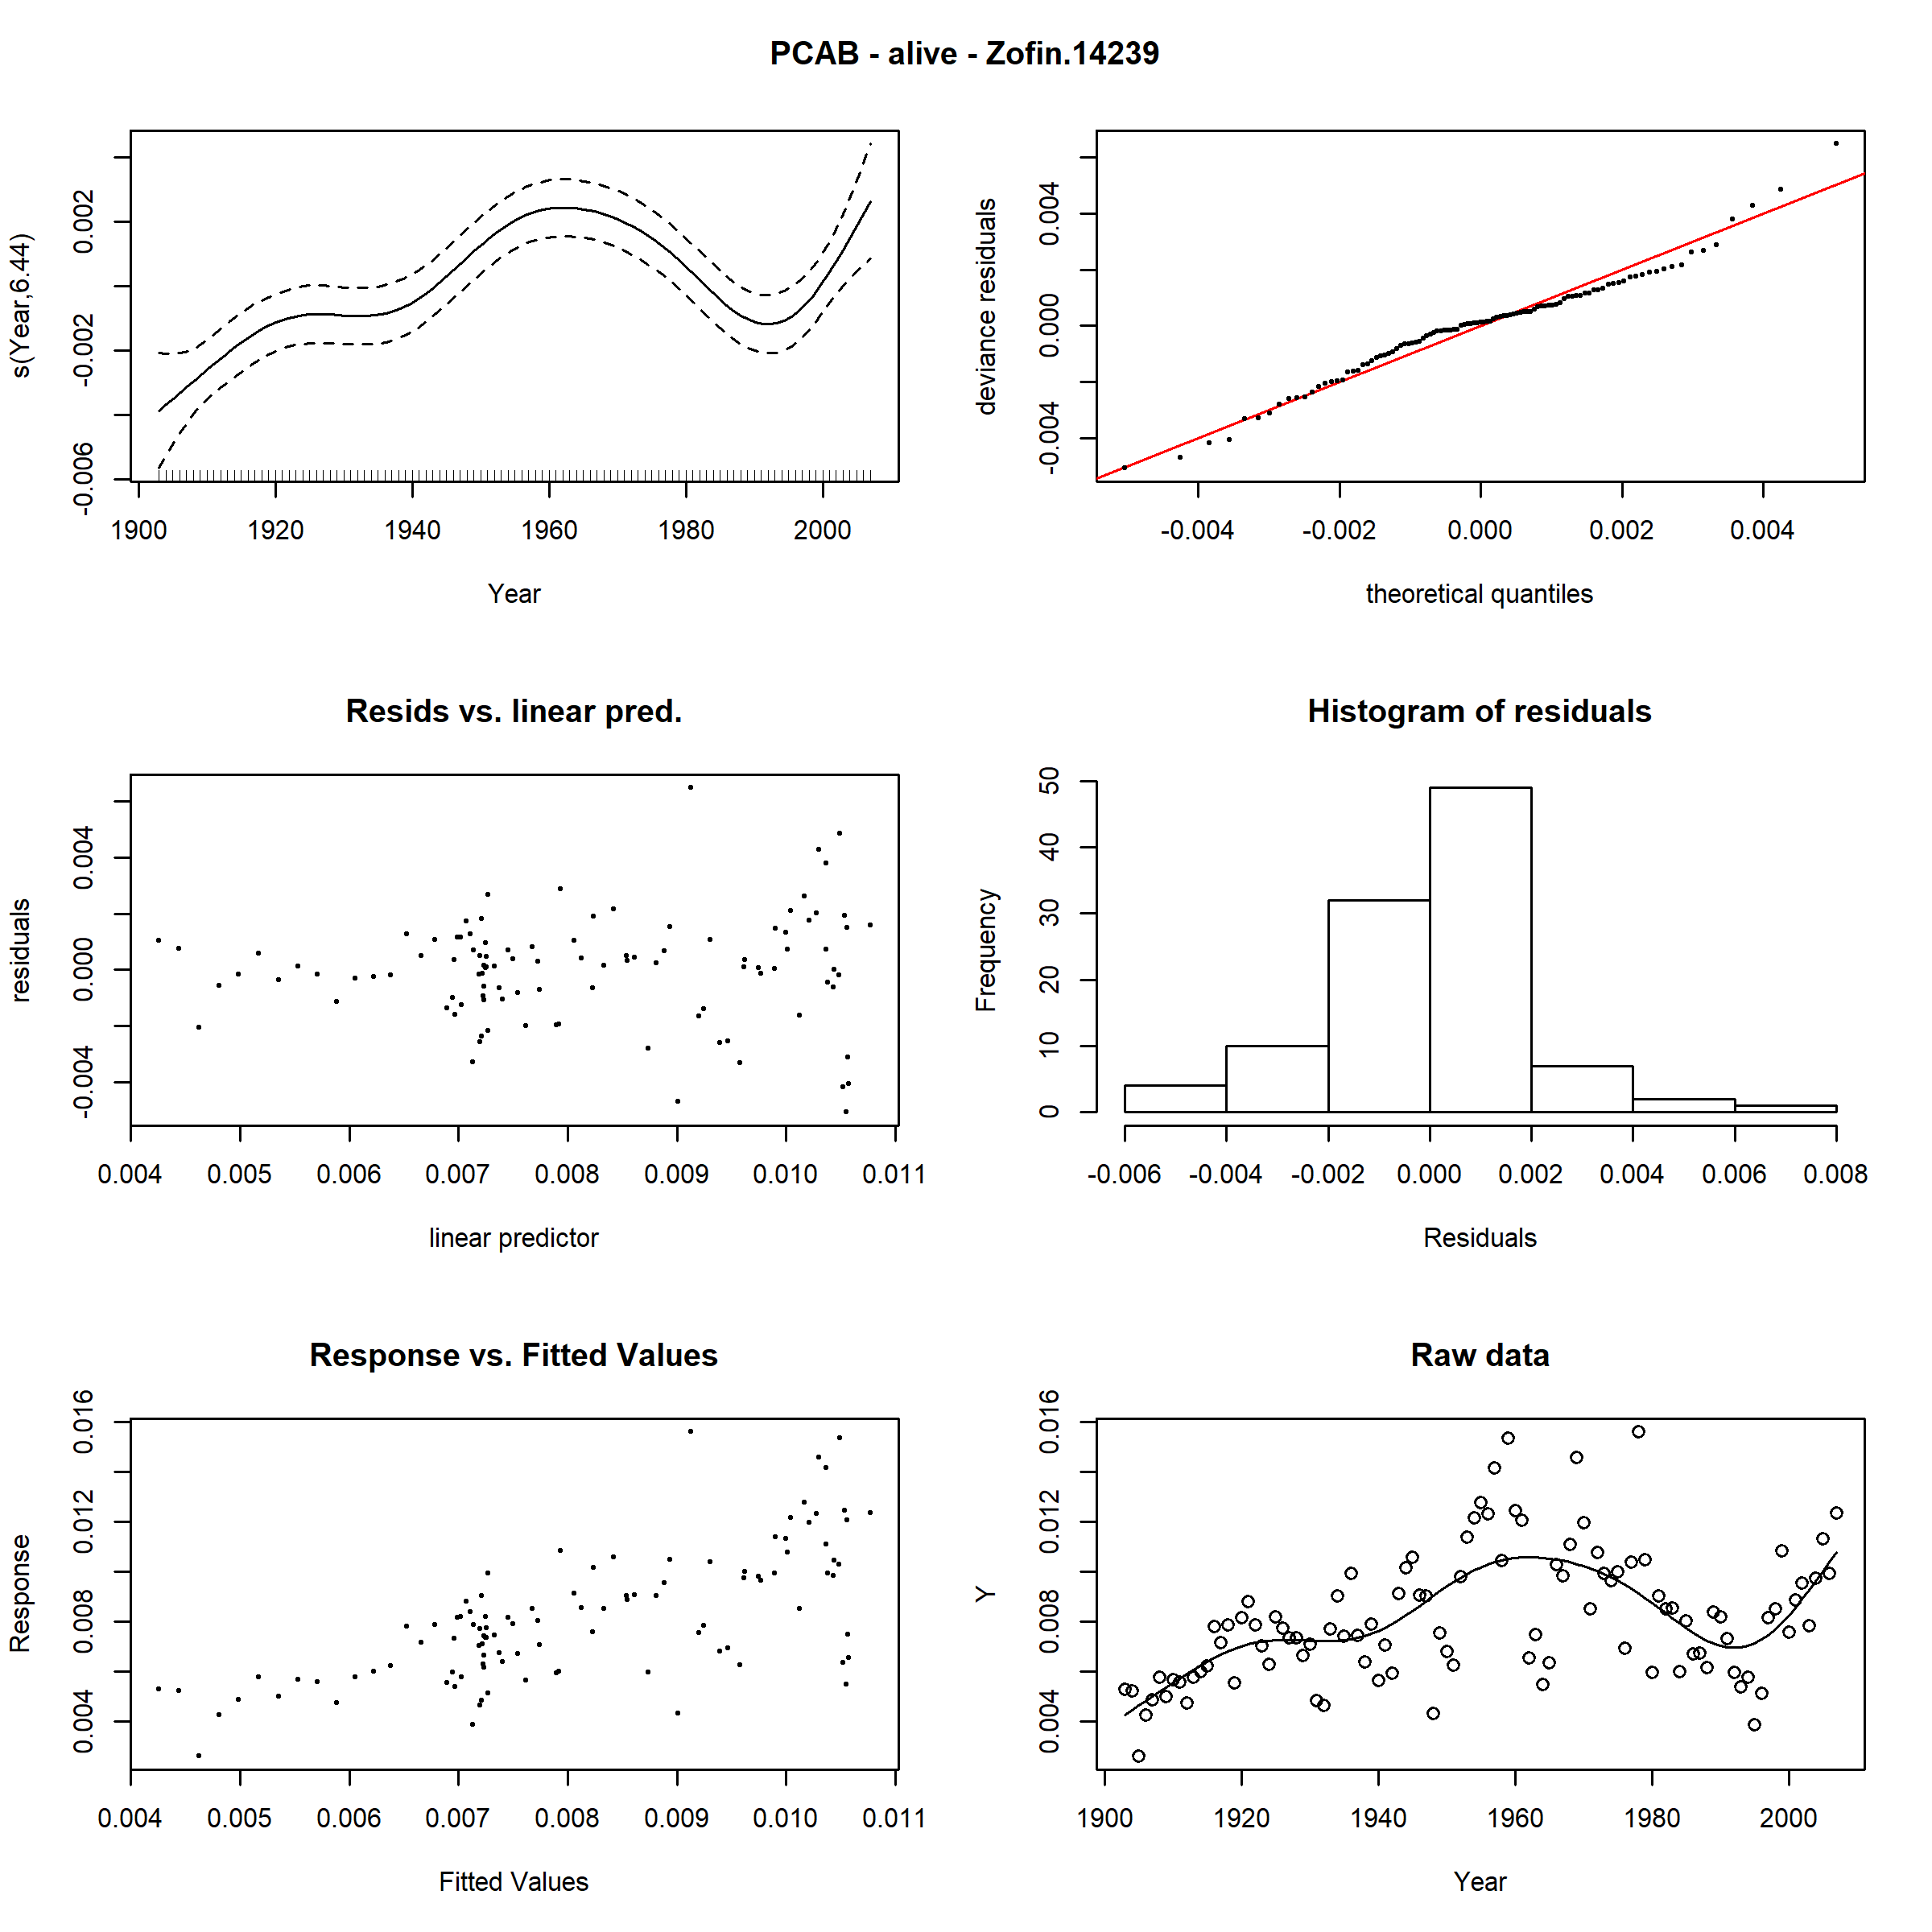 PCAB - alive - Zofin.14239
s(Year,6.44)
0.002
-0.002
-0.006
1900 1920 1940 1960 1980 2000
Year
deviance residuals
0.004
0.000
-0.004
-0.004 -0.002 0.000 0.002 0.004
theoretical quantiles
Resids vs. linear pred.
residuals
0.004
0.000
-0.004
0.004 0.005 0.006 0.007 0.008 0.009 0.010 0.011
linear predictor
Histogram of residuals
Frequency
50
40
30
20
10
0
-0.006 -0.004 -0.002 0.000 0.002 0.004 0.006 0.008
Residuals
Response vs. Fitted Values
Response
0.016
0.012
0.008
0.004
0.004 0.005 0.006 0.007 0.008 0.009 0.010 0.011
Fitted Values
Raw data
Y
0.016
0.012
0.008
0.004
1900 1920 1940 1960 1980 2000
Year